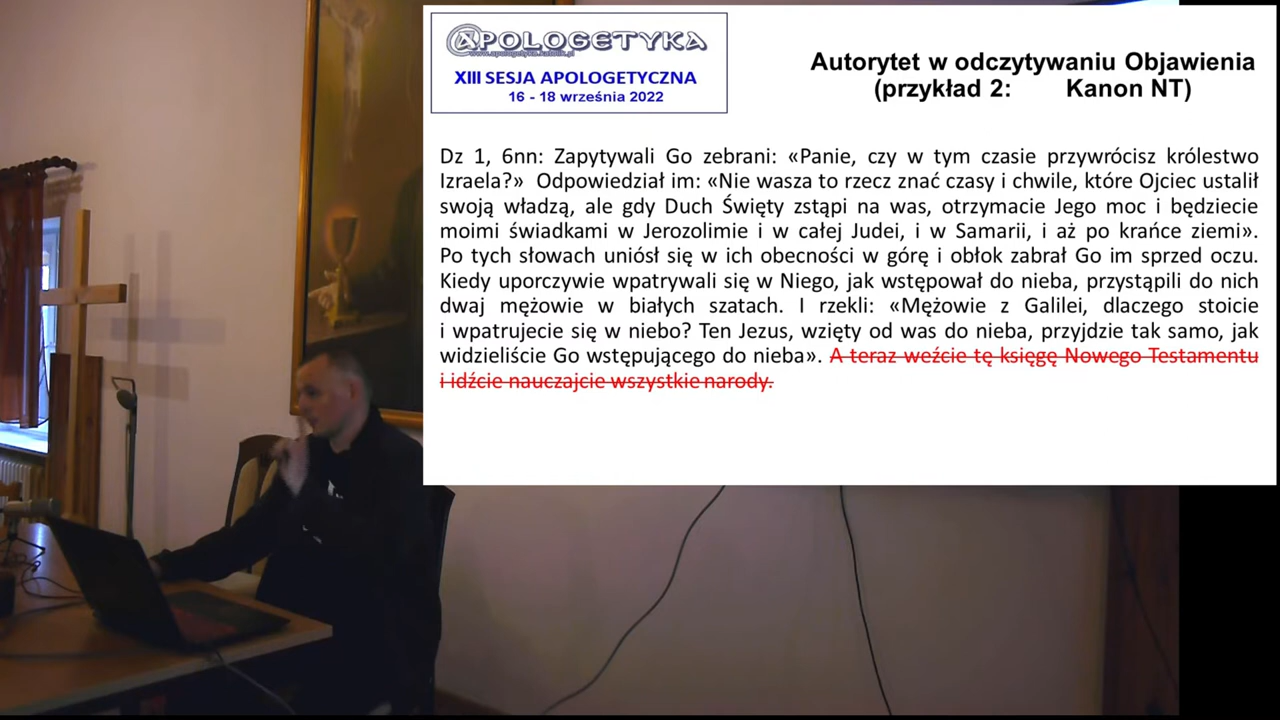 @POLOGETYKA
www.apologetyka.katolik.pl
XIII SESJA APOLOGETYCZNA
16 - 18 września 2022
Autorytet w odczytywaniu Objawienia
(przykład 2: Kanon NT)
Dz 1, 6nn: Zapytywali Go zebrani: «Panie, czy w tym czasie przywrócisz królestwo
Izraela?» Odpowiedział im: «Nie wasza to rzecz znać czasy i chwile, które Ojciec ustalił
swoją władzą, ale gdy Duch Święty zstąpi na was, otrzymacie Jego moc i będziecie
moimi świadkami w Jerozolimie i w całej Judei, i w Samarii, i aż po krańce ziemi».
Po tych słowach uniósł się w ich obecności w górę i obłok zabrał Go im sprzed oczu.
Kiedy uporczywie wpatrywali się w Niego, jak wstępował do nieba, przystąpili do nich
dwaj mężowie w białych szatach. I rzekli: «Mężowie z Galilei, dlaczego stoicie
i wpatrujecie się w niebo? Ten Jezus, wzięty od was do nieba, przyjdzie tak samo, jak
widzieliście Go wstępującego do nieba». A teraz weźcie tę księgę Nowego Testamentu
i idźcie nauczajcie wszystkie narody.